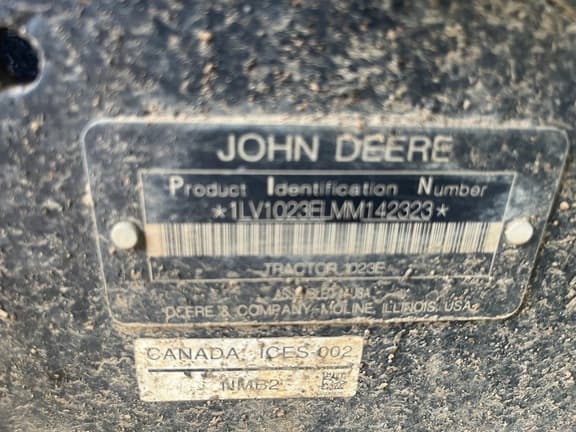 JOHN DEERE
Product Identification Number
*1LV1023ELMM142323*
TRACTOR 1023E
DEERE & COMPANY MOLINE, ILLINOIS, USA
CANADA: ICES-002
NMB2